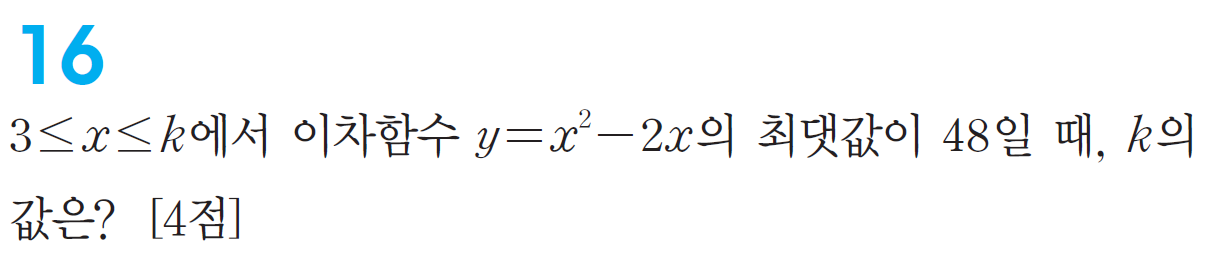 16
3≤x≤k에서 이차함수 y=x²-2x의 최댓값이 48일 때, k의
값은? [4점]